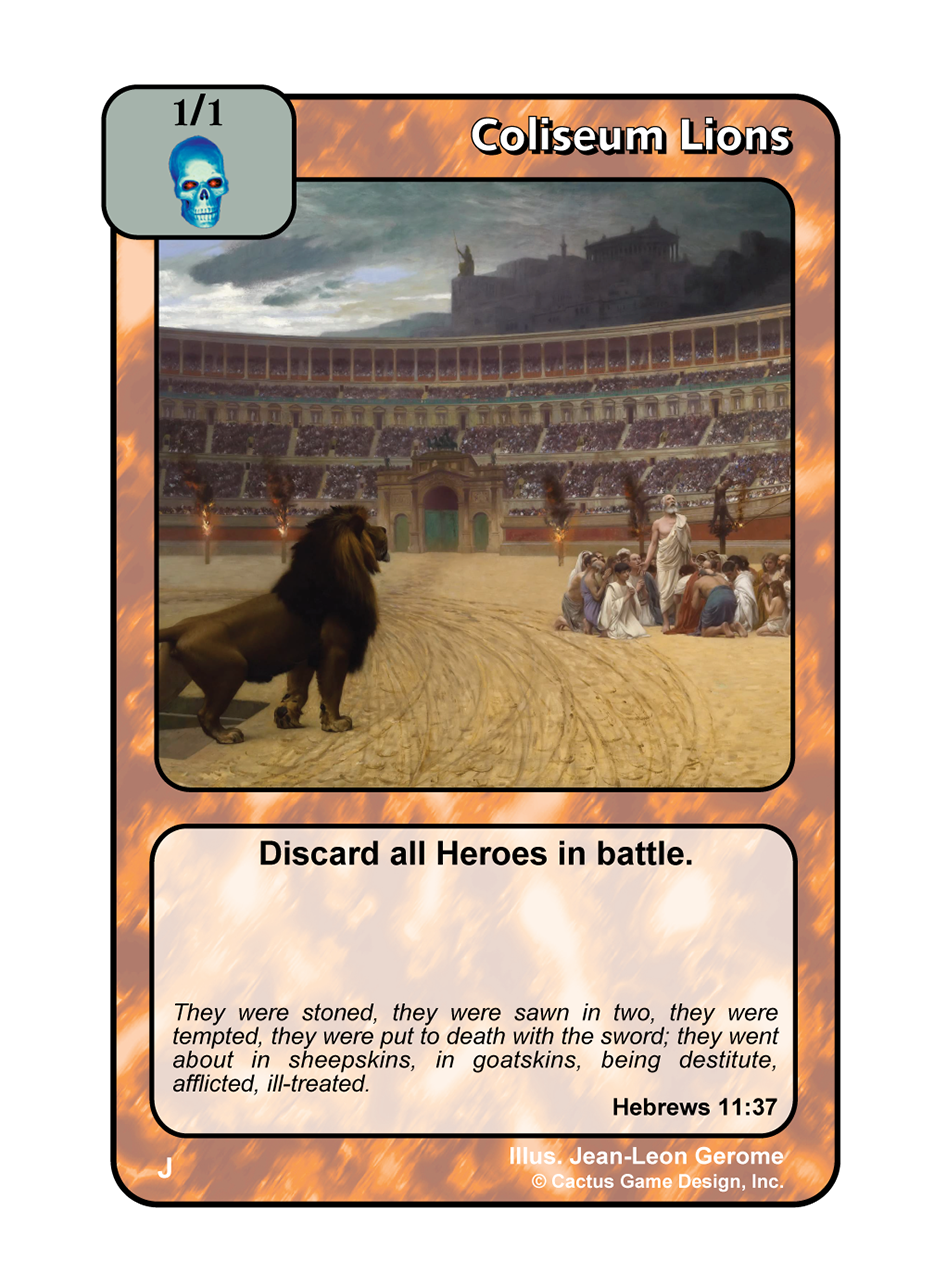 1/1
Coliseum Lions
Discard all Heroes in battle.
They were stoned, they were sawn in two, they were
tempted, they were put to death with the sword; they went
about in sheepskins, in goatskins, being destitute,
afflicted, ill-treated.
Hebrews 11:37
J
Illus. Jean-Leon Gerome
© Cactus Game Design, Inc.